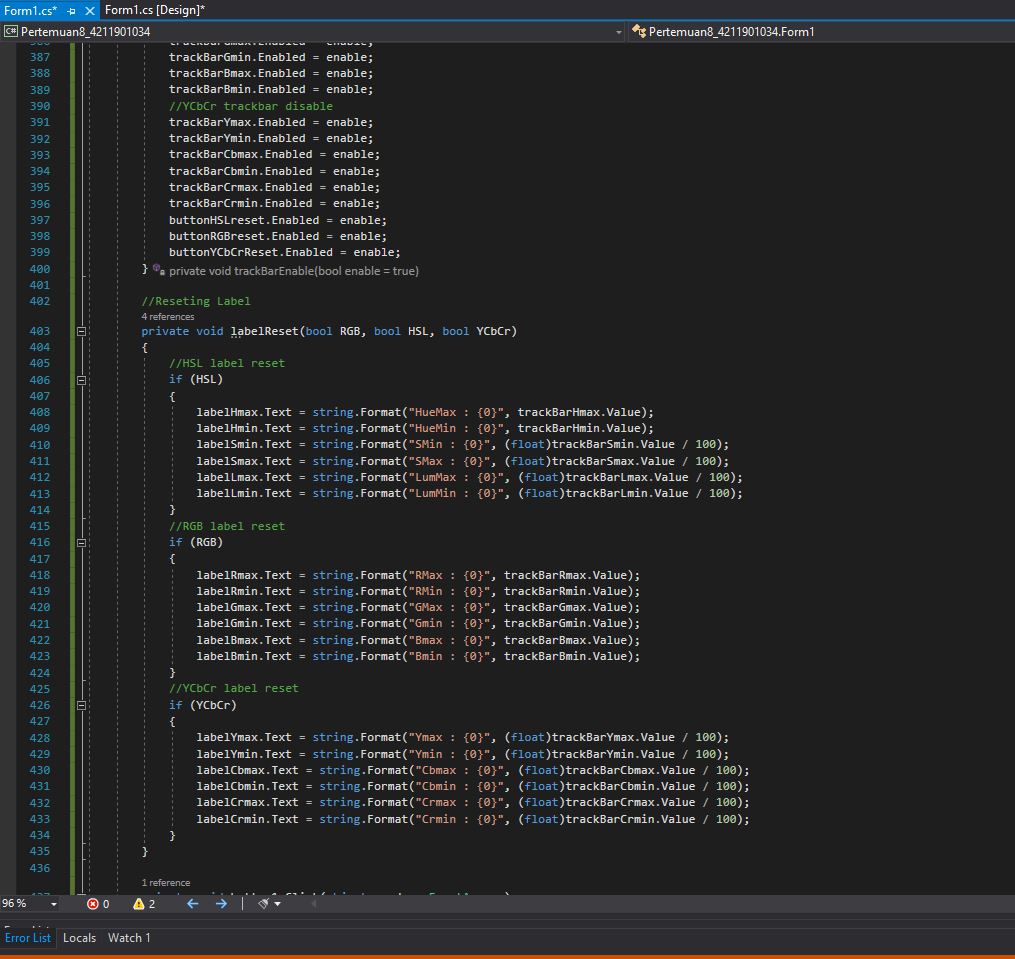 Form1.cs*
Form1.cs [Design]*
C# Pertemuan8_4211901034
Pertemuan8_4211901034.Form1
387 trackBarGmin.Enabled = enable;
388 trackBarBmax.Enabled = enable;
389 trackBarBmin.Enabled = enable;
390 //YCbCr trackbar disable
391 trackBarYmax.Enabled = enable;
392 trackBarYmin.Enabled = enable;
393 trackBarCbmax.Enabled = enable;
394 trackBarCbmin.Enabled = enable;
395 trackBarCrmax.Enabled = enable;
396 trackBarCrmin.Enabled = enable;
397 buttonHSLreset.Enabled = enable;
398 buttonRGBreset.Enabled = enable;
399 buttonYCbCrReset.Enabled = enable;
400 } private void trackBarEnable(bool enable = true)
401
402 //Reseting Label
4 references
403 private void labelReset(bool RGB, bool HSL, bool YCbCr)
404 {
405 //HSL label reset
406 if (HSL)
407 {
408 labelHmax.Text = string.Format("HueMax : {0}", trackBarHmax.Value);
409 labelHmin.Text = string.Format("HueMin : {0}", trackBarHmin.Value);
410 labelSmin.Text = string.Format("SMin : {0}", (float)trackBarSmin.Value / 100);
411 labelSmax.Text = string.Format("SMax : {0}", (float)trackBarSmax.Value / 100);
412 labelLmax.Text = string.Format("LumMax : {0}", (float)trackBarLmax.Value / 100);
413 labelLmin.Text = string.Format("LumMin : {0}", (float)trackBarLmin.Value / 100);
414 }
415 //RGB label reset
416 if (RGB)
417 {
418 labelRmax.Text = string.Format("RMax : {0}", trackBarRmax.Value);
419 labelRmin.Text = string.Format("RMin : {0}", trackBarRmin.Value);
420 labelGmax.Text = string.Format("GMax : {0}", trackBarGmax.Value);
421 labelGmin.Text = string.Format("Gmin : {0}", trackBarGmin.Value);
422 labelBmax.Text = string.Format("Bmax : {0}", trackBarBmax.Value);
423 labelBmin.Text = string.Format("Bmin : {0}", trackBarBmin.Value);
424 }
425 //YCbCr label reset
426 if (YCbCr)
427 {
428 labelYmax.Text = string.Format("Ymax : {0}", (float)trackBarYmax.Value / 100);
429 labelYmin.Text = string.Format("Ymin : {0}", (float)trackBarYmin.Value / 100);
430 labelCbmax.Text = string.Format("Cbmax : {0}", (float)trackBarCbmax.Value / 100);
431 labelCbmin.Text = string.Format("Cbmin : {0}", (float)trackBarCbmin.Value / 100);
432 labelCrmax.Text = string.Format("Crmax : {0}", (float)trackBarCrmax.Value / 100);
433 labelCrmin.Text = string.Format("Crmin : {0}", (float)trackBarCrmin.Value / 100);
434 }
435 }
436
1 reference
96 % 0 2
Error List Locals Watch 1